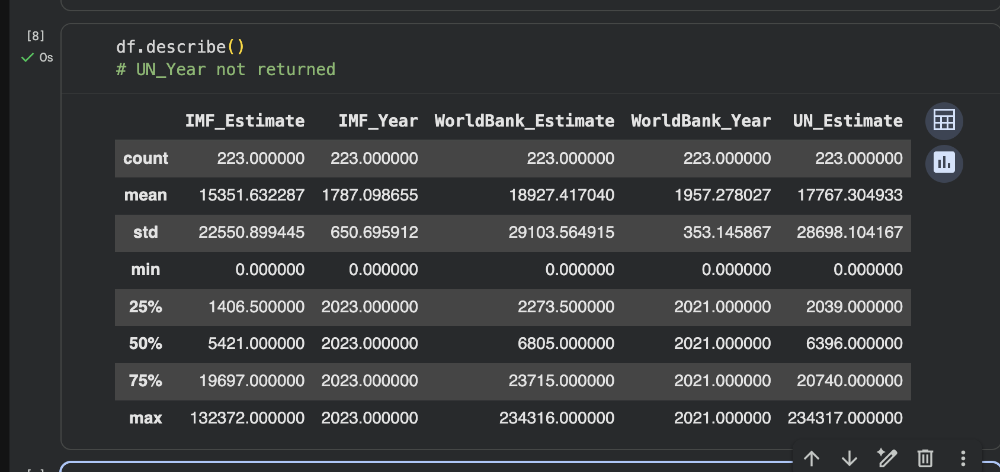 [8]
0s
df.describe()
# UN_Year not returned
IMF_Estimate IMF_Year WorldBank_Estimate WorldBank_Year UN_Estimate
count 223.000000 223.000000 223.000000 223.000000 223.000000
mean 15351.632287 1787.098655 18927.417040 1957.278027 17767.304933
std 22550.899445 650.695912 29103.564915 353.145867 28698.104167
min 0.000000 0.000000 0.000000 0.000000 0.000000
25% 1406.500000 2023.000000 2273.500000 2021.000000 2039.000000
50% 5421.000000 2023.000000 6805.000000 2021.000000 6396.000000
75% 19697.000000 2023.000000 23715.000000 2021.000000 20740.000000
max 132372.000000 2023.000000 234316.000000 2021.000000 234317.000000